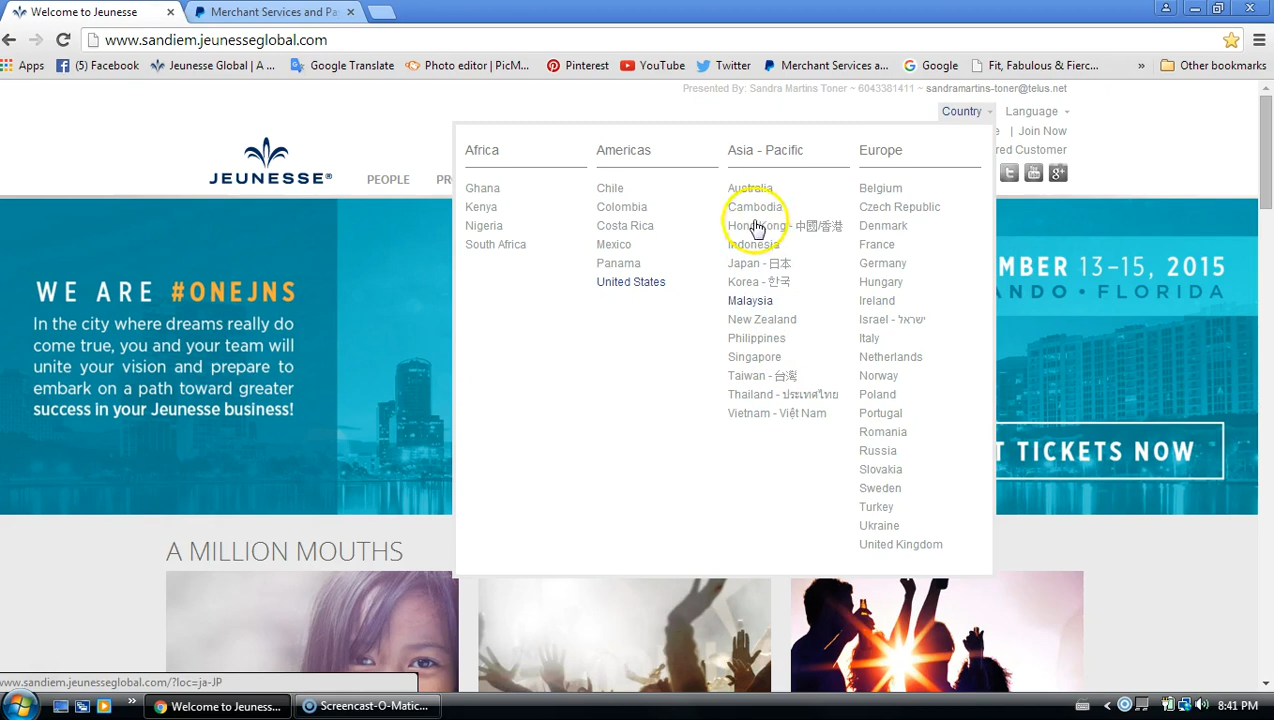 Welcome to Jeunesse
Merchant Services and Pa
www.sandiem.jeunesseglobal.com
Apps
(5) Facebook
Jeunesse Global | A ...
Google Translate
Photo editor | PicM...
Pinterest
YouTube
Twitter
Merchant Services a...
Google
Fit, Fabulous & Fierc...
»
Other bookmarks
Presented By: Sandra Martins Toner ~ 6043381411 ~ sandramartins-toner@telus.net
Country
Language
| Join Now
red Customer
JEUNESSE®
PEOPLE
PR
Africa
Ghana
Kenya
Nigeria
South Africa
Americas
Chile
Colombia
Costa Rica
Mexico
Panama
United States
Asia - Pacific
Australia
Cambodia
Hong Kong - 中國/香港
Indonesia
Japan - 日本
Korea - 한국
Malaysia
New Zealand
Philippines
Singapore
Taiwan - 台灣
Thailand - ประเทศไทย
Vietnam - Việt Nam
Europe
Belgium
Czech Republic
Denmark
France
Germany
Hungary
Ireland
Israel - ישראל
Italy
Netherlands
Norway
Poland
Portugal
Romania
Russia
Slovakia
Sweden
Turkey
Ukraine
United Kingdom
WE ARE #ONEJNS
In the city where dreams really do
come true, you and your team will
unite your vision and prepare to
embark on a path toward greater
success in your Jeunesse business!
MBER 13-15, 2015
ANDO • FLORIDA
T TICKETS NOW
A MILLION MOUTHS
www.sandiem.jeunesseglobal.com/?loc=ja-JP
Welcome to Jeuness...
Screencast-O-Matic...
8:41 PM